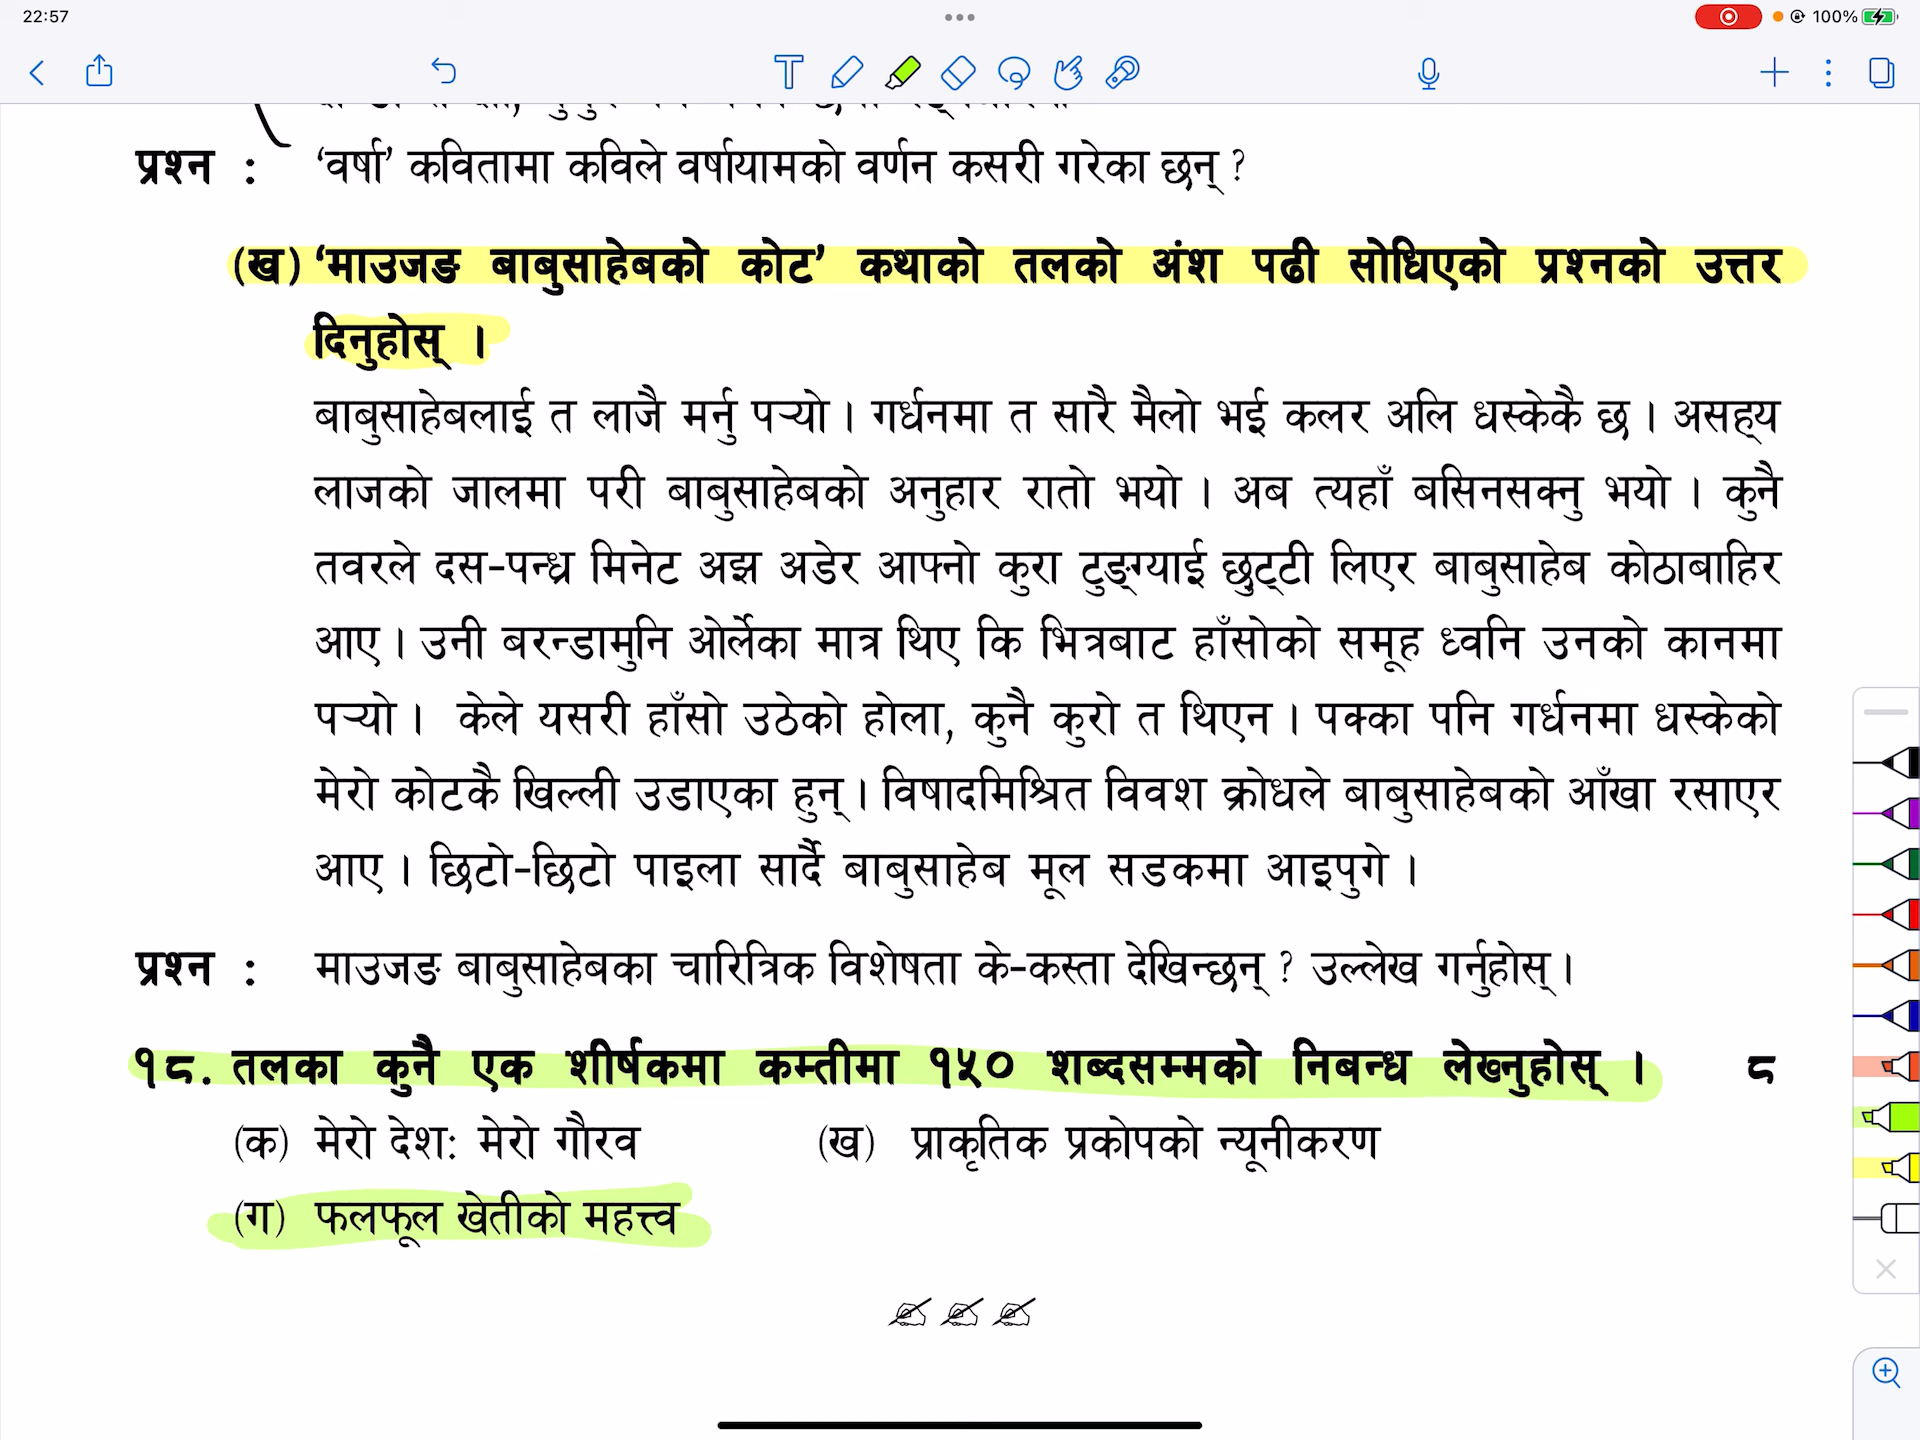 22:57
100%
प्रश्न : ‘वर्षा’ कवितामा कविले वर्षायामको वर्णन कसरी गरेका छन् ?
(ख) ‘माउजङ बाबुसाहेबको कोट’ कथाको तलको अंश पढी सोधिएको प्रश्नको उत्तर
दिनुहोस् ।
बाबुसाहेबलाई त लाजै मर्नु पऱ्यो । गर्धनमा त सारै मैलो भई कलर अलि धस्केकै छ । असह्य
लाजको जालमा परी बाबुसाहेबको अनुहार रातो भयो । अब त्यहाँ बसिनसक्नु भयो । कुनै
तवरले दस-पन्ध्र मिनेट अझ अडेर आफ्नो कुरा टुङ्ग्याई छुट्टी लिएर बाबुसाहेब कोठाबाहिर
आए । उनी बरन्डामुनि ओर्लेका मात्र थिए कि भित्रबाट हाँसोको समूह ध्वनि उनको कानमा
पऱ्यो । केले यसरी हाँसो उठेको होला, कुनै कुरो त थिएन । पक्का पनि गर्धनमा धस्केको
मेरो कोटकै खिल्ली उडाएका हुन् । विषादमिश्रित विवश क्रोधले बाबुसाहेबको आँखा रसाएर
आए । छिटो-छिटो पाइला सार्दै बाबुसाहेब मूल सडकमा आइपुगे ।
प्रश्न : माउजङ बाबुसाहेबका चारित्रिक विशेषता के-कस्ता देखिन्छन् ? उल्लेख गर्नुहोस् ।
१८. तलका कुनै एक शीर्षकमा कम्तीमा १५० शब्दसम्मको निबन्ध लेख्नुहोस् । ८
(क) मेरो देश: मेरो गौरव (ख) प्राकृतिक प्रकोपको न्यूनीकरण
(ग) फलफूल खेतीको महत्त्व